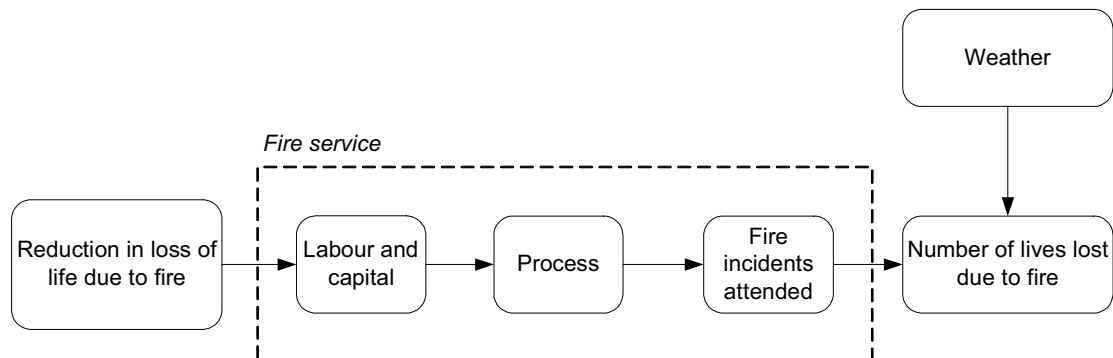 Weather
Fire service
Reduction in loss of
life due to fire
Labour and
capital
Process
Fire
incidents
attended
Number of lives lost
due to fire